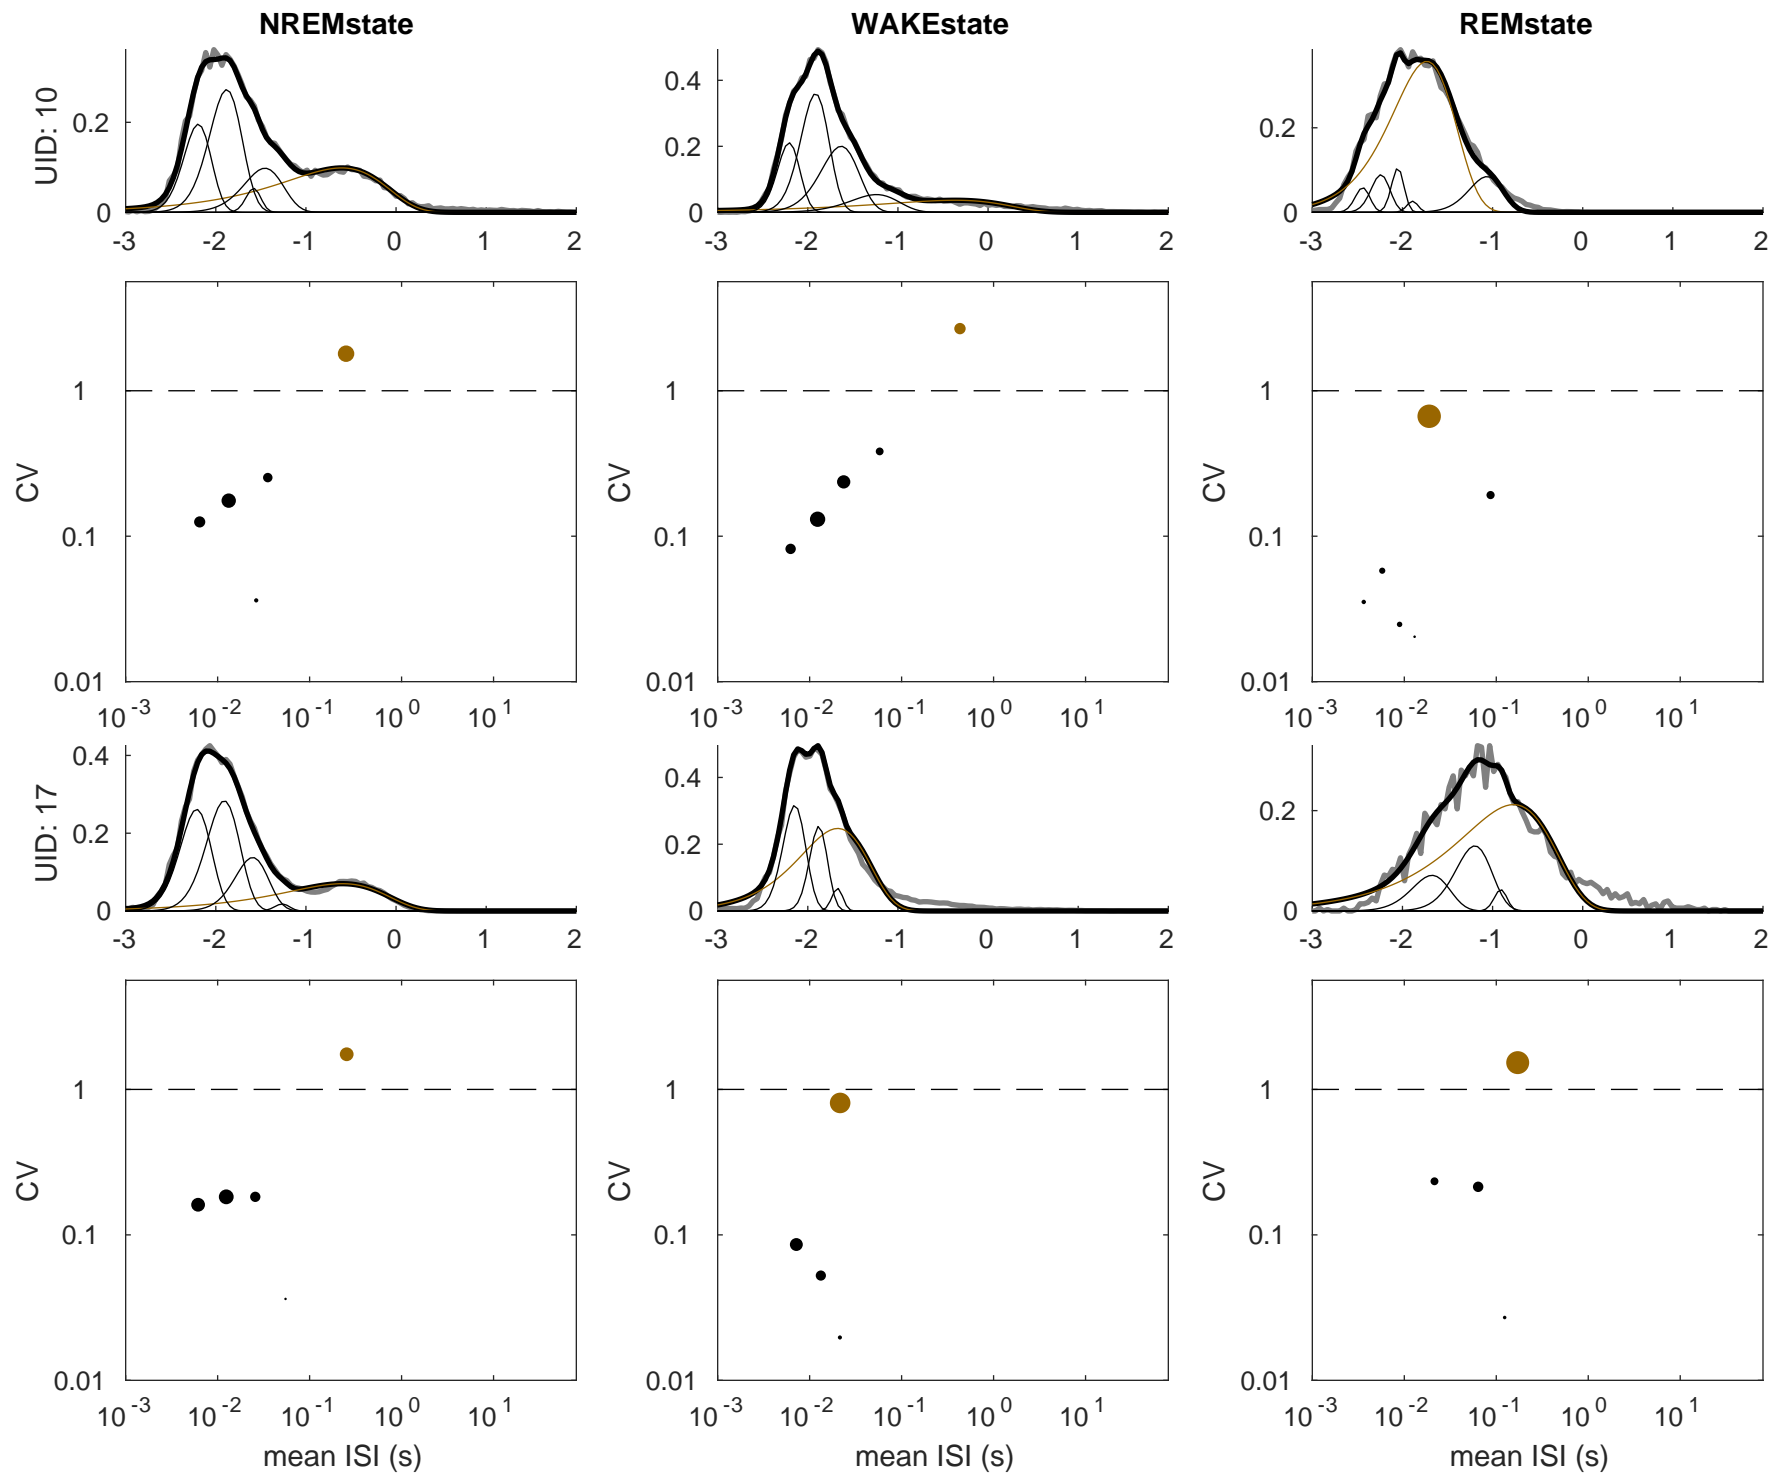 NREMstate WAKEstate REMstate
UID: 10
0.2 0
-3 -2 -1 0 1 2
0.4 0.2 0
-3 -2 -1 0 1 2
0.2 0
-3 -2 -1 0 1 2
CV
1 0.1 0.01
10^-3 10^-2 10^-1 10^0 10^1
CV
1 0.1 0.01
10^-3 10^-2 10^-1 10^0 10^1
CV
1 0.1 0.01
10^-3 10^-2 10^-1 10^0 10^1
UID: 17
0.4 0.2 0
-3 -2 -1 0 1 2
0.4 0.2 0
-3 -2 -1 0 1 2
0.2 0
-3 -2 -1 0 1 2
CV
1 0.1 0.01
10^-3 10^-2 10^-1 10^0 10^1
mean ISI (s)
CV
1 0.1 0.01
10^-3 10^-2 10^-1 10^0 10^1
mean ISI (s)
CV
1 0.1 0.01
10^-3 10^-2 10^-1 10^0 10^1
mean ISI (s)